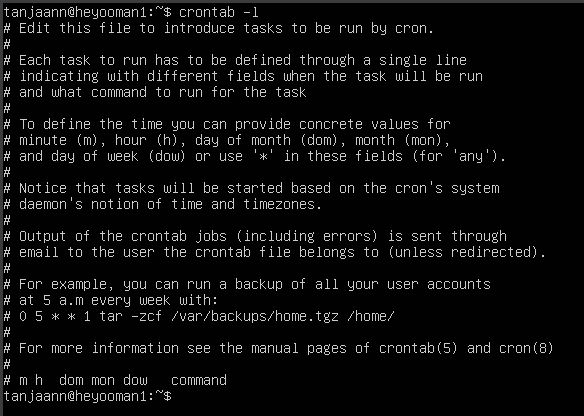 tanjaann@heyooman1:~$ crontab -l
# Edit this file to introduce tasks to be run by cron.
#
# Each task to run has to be defined through a single line
# indicating with different fields when the task will be run
# and what command to run for the task
#
# To define the time you can provide concrete values for
# minute (m), hour (h), day of month (dom), month (mon),
# and day of week (dow) or use '*' in these fields (for 'any').
#
# Notice that tasks will be started based on the cron's system
# daemon's notion of time and timezones.
#
# Output of the crontab jobs (including errors) is sent through
# email to the user the crontab file belongs to (unless redirected).
#
# For example, you can run a backup of all your user accounts
# at 5 a.m every week with:
# 0 5 * * 1 tar -zcf /var/backups/home.tgz /home/
#
# For more information see the manual pages of crontab(5) and cron(8)
#
# m h  dom mon dow   command
tanjaann@heyooman1:~$